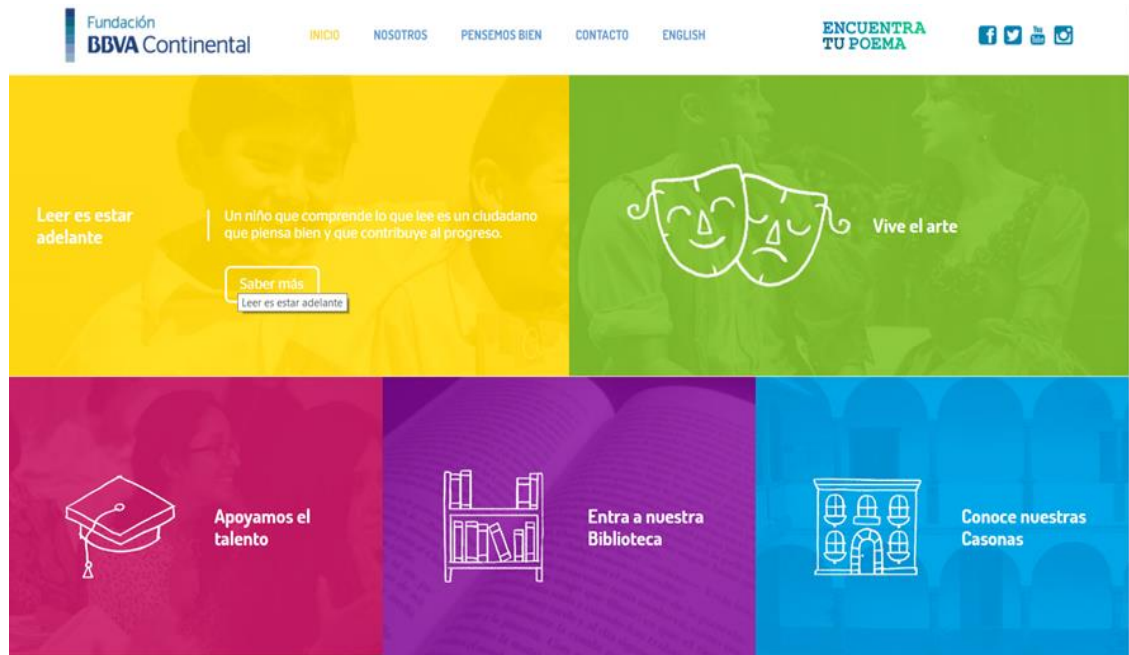 Fundación
BBVA Continental
INICIO
NOSOTROS
PENSEMOS BIEN
CONTACTO
ENGLISH
ENCUENTRA
TU POEMA
You
Tube
Leer es estar
adelante
Un niño que comprende lo que lee es un ciudadano
que piensa bien y que contribuye al progreso.
Saber más
Leer es estar adelante
Vive el arte
Apoyamos el
talento
Entra a nuestra
Biblioteca
Conoce nuestras
Casonas